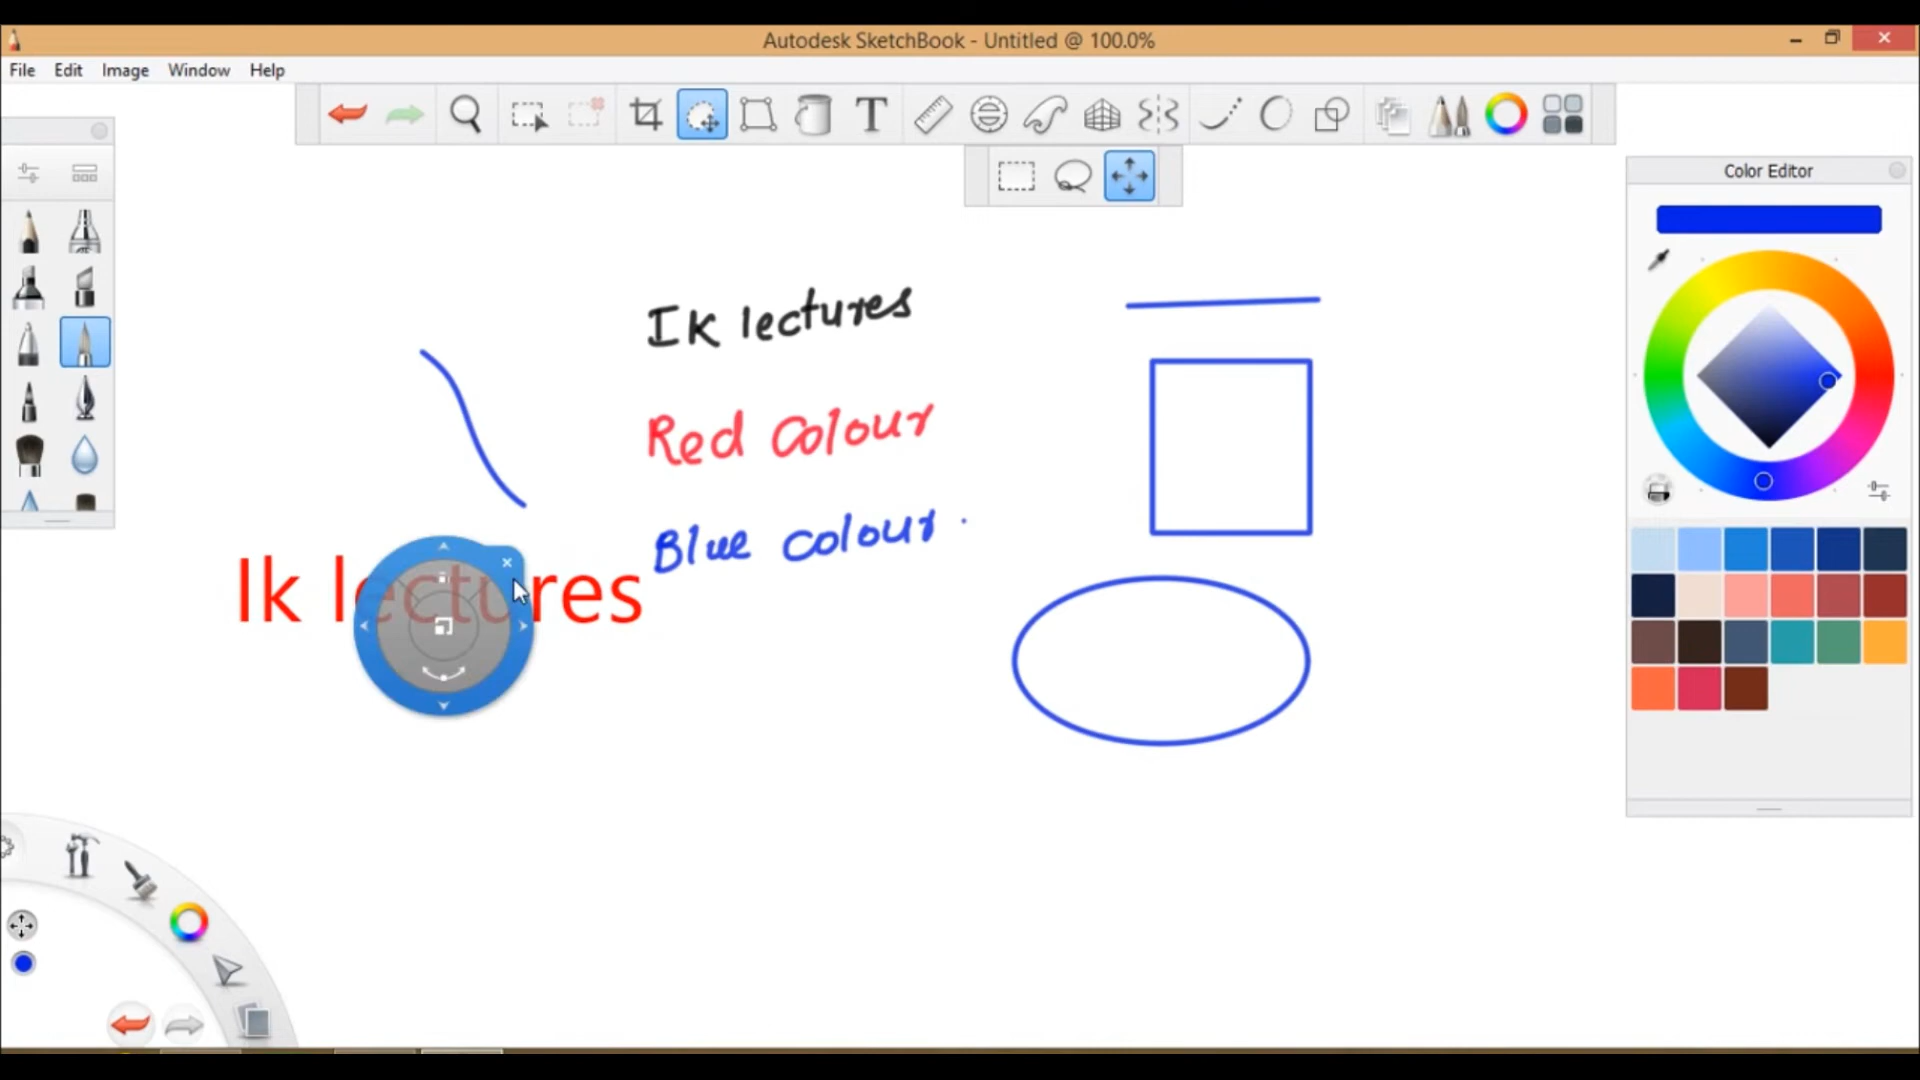 Autodesk SketchBook - Untitled @ 100.0%
File Edit Image Window Help
T
Color Editor
Ik lectures
Red Colour
Blue colour
Ik lectures